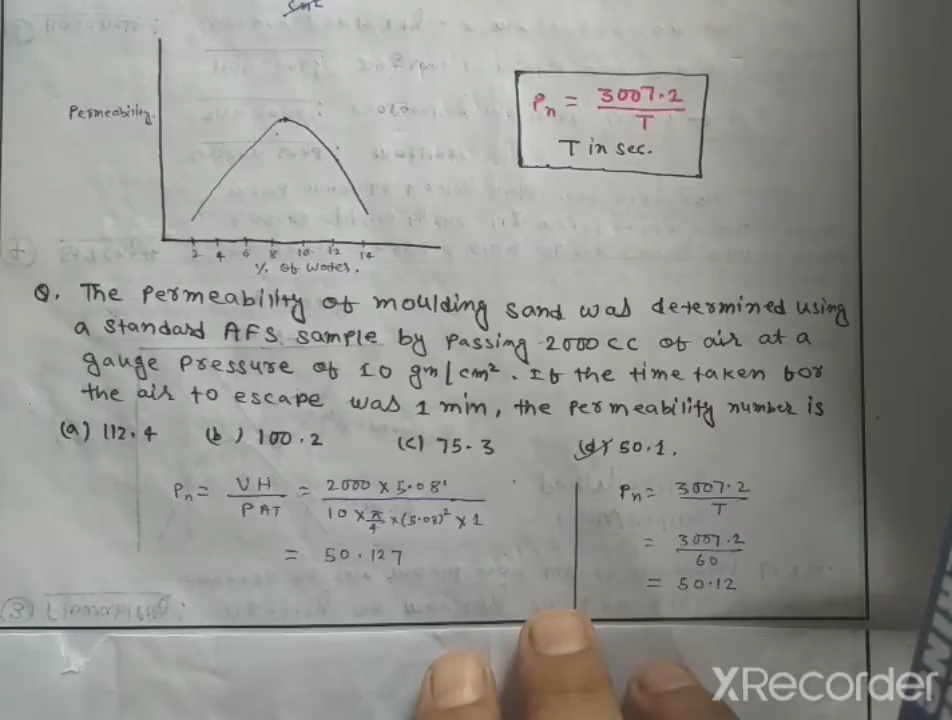 cm²
Permeability.
Pn = 3007.2 / T
T in sec.
2 4 6 8 10 12 14
% of water.
Q. The permeability of moulding sand was determined using
a standard AFS sample by passing 2000 cc of air at a
gauge pressure of 10 gm/cm². If the time taken for
the air to escape was 1 min, the permeability number is
(a) 112.4 (b) 100.2 (c) 75.3 (d) 50.1.
Pn = VH / PAT = 2000 × 5.08 / 10 × π/4 × (5.08)² × 1
= 50.127
Pn = 3007.2 / T
= 3007.2 / 60
= 50.12
XRecorder